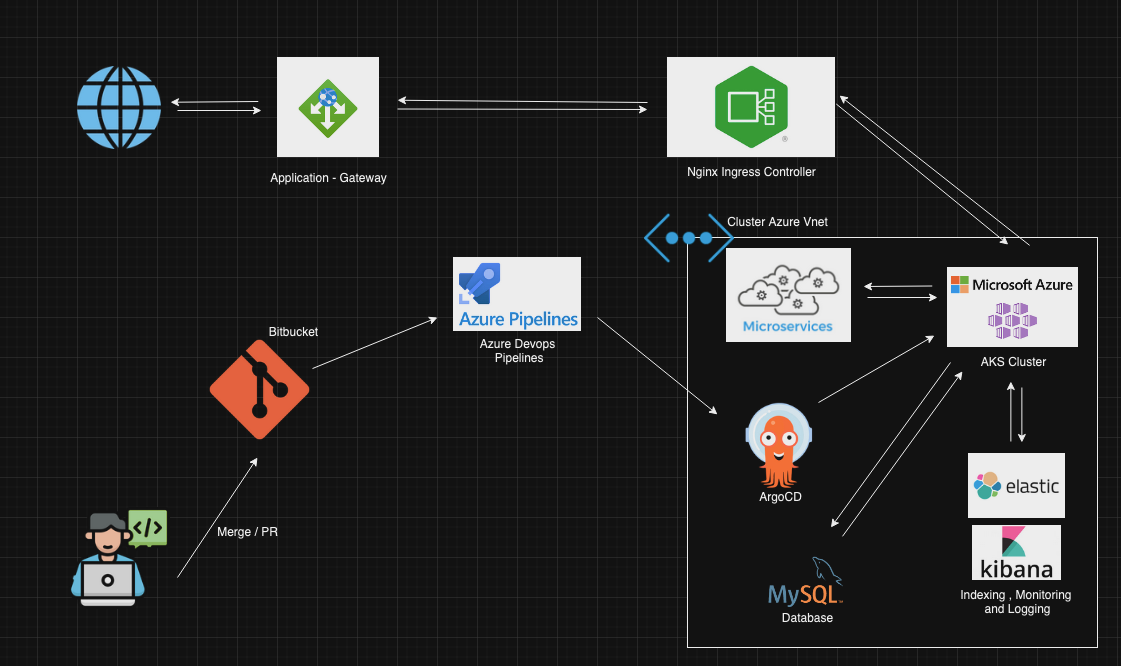 Application - Gateway
Nginx Ingress Controller
Cluster Azure Vnet
Microservices
Microsoft Azure
AKS Cluster
Azure Pipelines
Azure Devops
Pipelines
Bitbucket
Merge / PR
ArgoCD
elastic
kibana
Indexing , Monitoring
and Logging
MySQL
Database